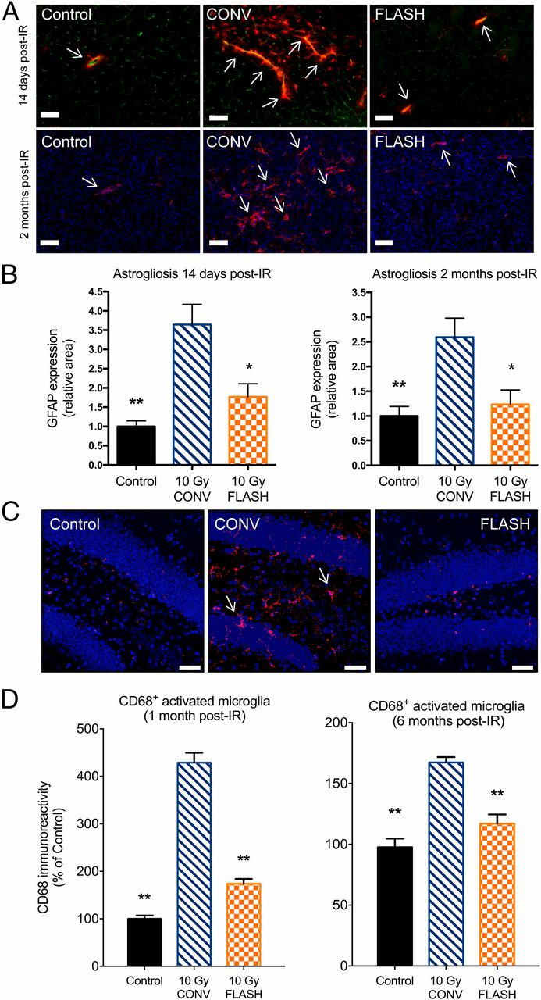 A
Control
CONV
FLASH
14 days post-IR
Control
CONV
FLASH
2 months post-IR
B
Astrogliosis 14 days post-IR
GFAP expression
(relative area)
4.5
4.0
3.5
3.0
2.5
2.0
1.5
1.0
0.5
0.0
**
*
Control
10 Gy
CONV
10 Gy
FLASH
Astrogliosis 2 months post-IR
GFAP expression
(relative area)
3.5
3.0
2.5
2.0
1.5
1.0
0.5
0.0
**
*
Control
10 Gy
CONV
10 Gy
FLASH
C
Control
CONV
FLASH
D
CD68+ activated microglia
(1 month post-IR)
CD68 immunoreactivity
(% of Control)
500
400
300
200
100
0
**
**
Control
10 Gy
CONV
10 Gy
FLASH
CD68+ activated microglia
(6 months post-IR)
200
150
100
50
0
**
**
Control
10 Gy
CONV
10 Gy
FLASH